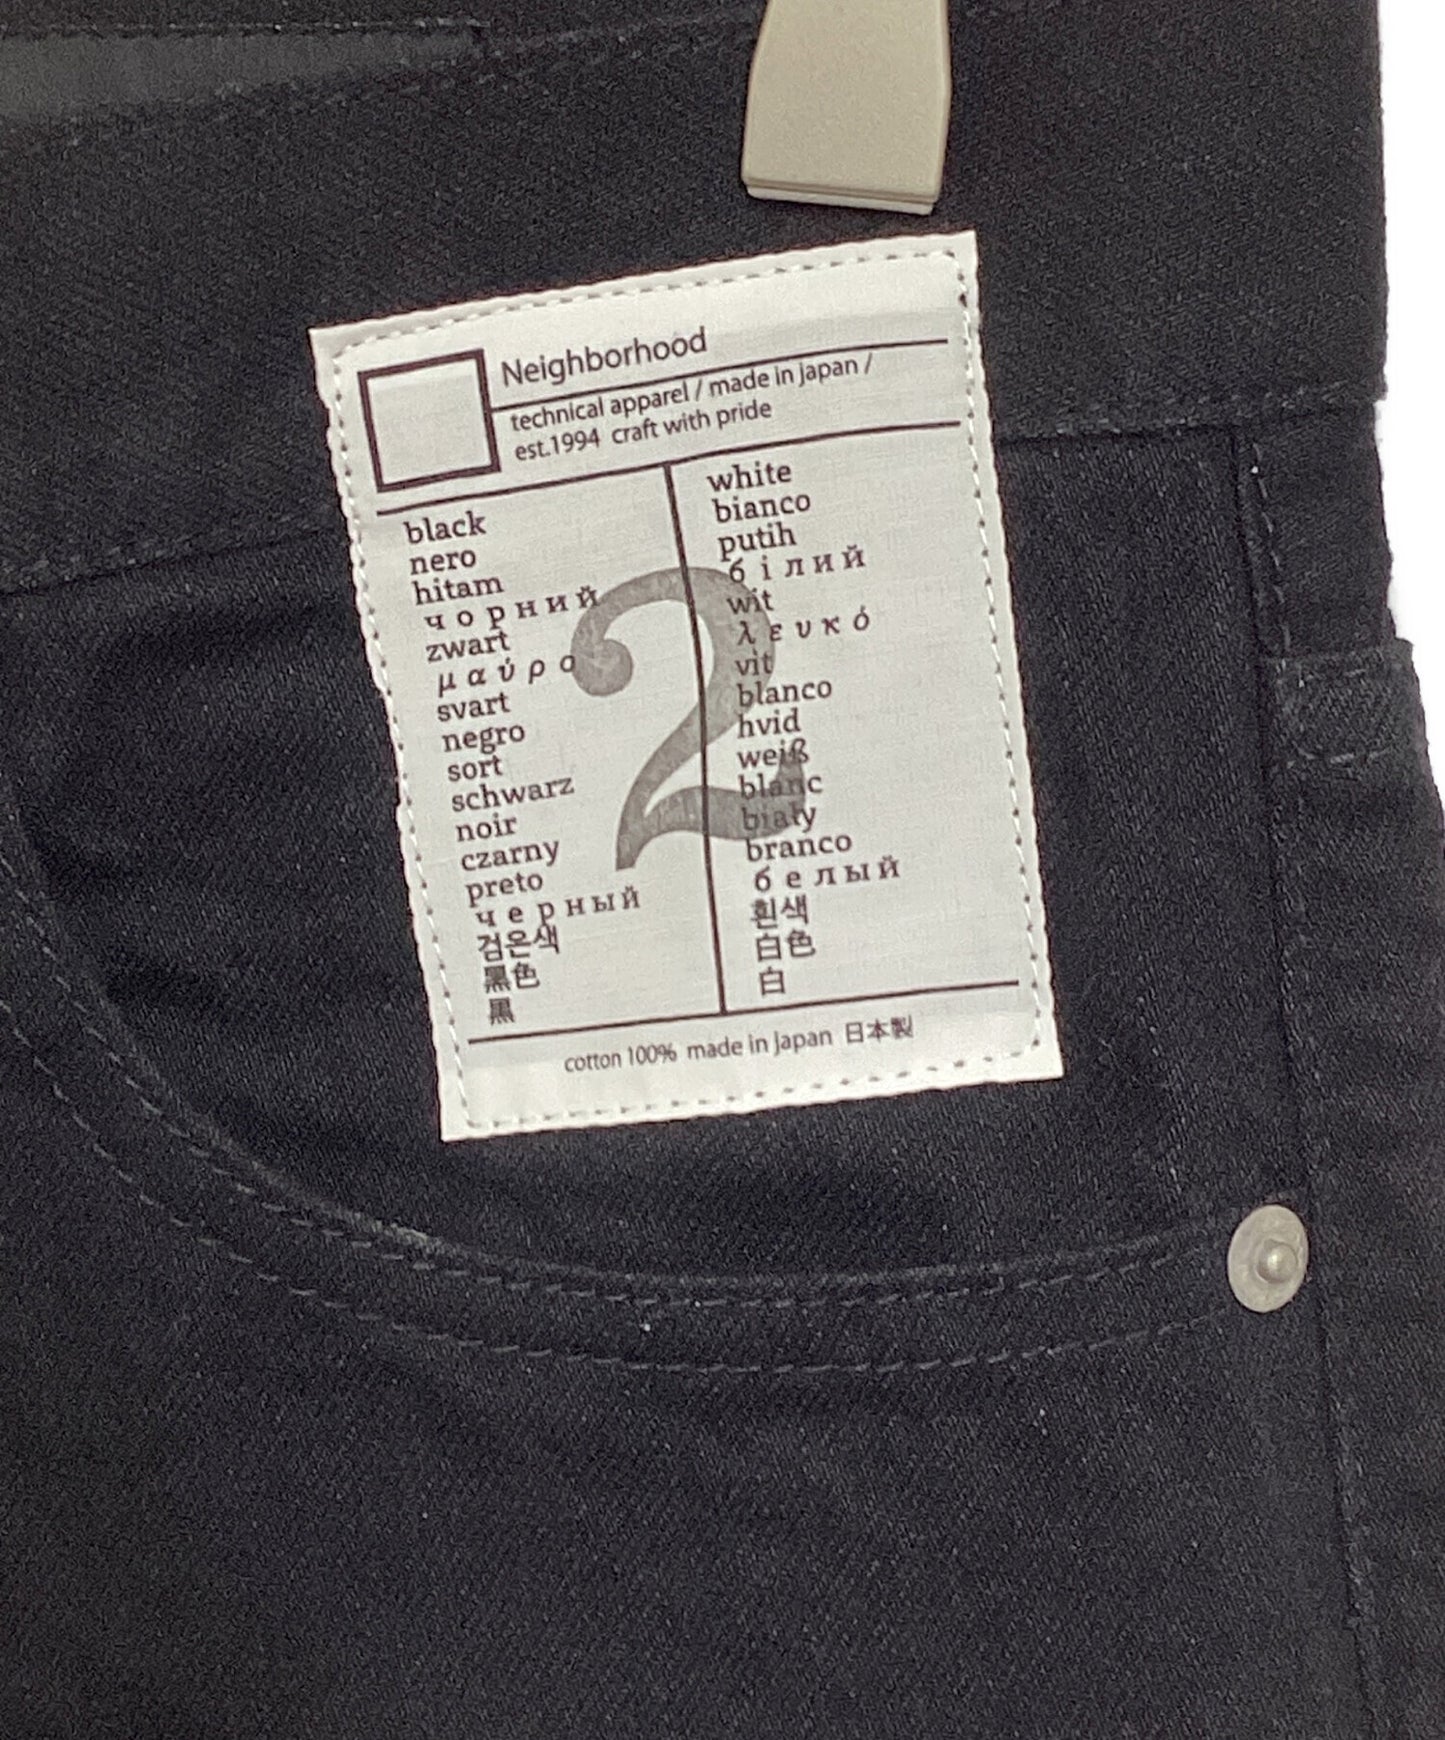 Neighborhood
technical apparel / made in japan /
est.1994 craft with pride
black
nero
hitam
чорний
zwart
μαύρο
svart
negro
sort
schwarz
noir
czarny
preto
черный
검은색
黒色
黒
white
bianco
putih
білий
wit
λευκό
vit
blanco
hvid
weiß
blanc
biały
branco
белый
흰색
白色
白
2
cotton 100% made in Japan 日本製